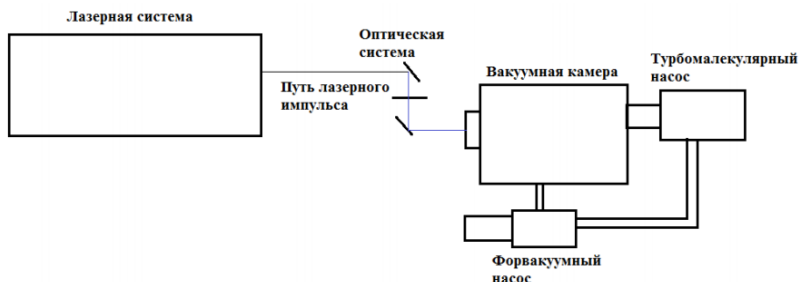 Лазерная система
Оптическая
система
Путь лазерного
импульса
Вакуумная камера
Турбомалекулярный
насос
Форвакуумный
насос